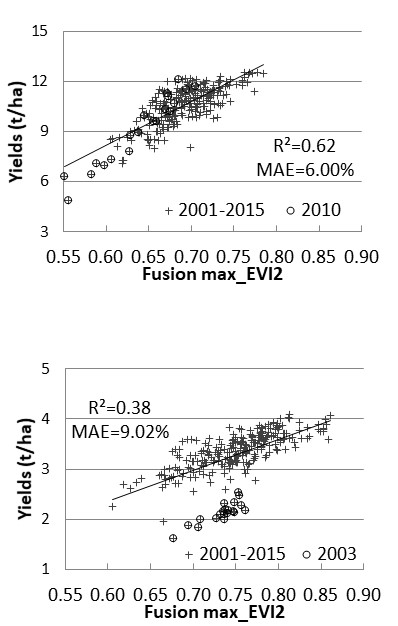 15
12
9
6
3
Yields (t/ha)
R²=0.62
MAE=6.00%
2001-2015 2010
0.55 0.60 0.65 0.70 0.75 0.80 0.85 0.90
Fusion max_EVI2
5
4
3
2
1
Yields (t/ha)
R²=0.38
MAE=9.02%
2001-2015 2003
0.55 0.60 0.65 0.70 0.75 0.80 0.85 0.90
Fusion max_EVI2